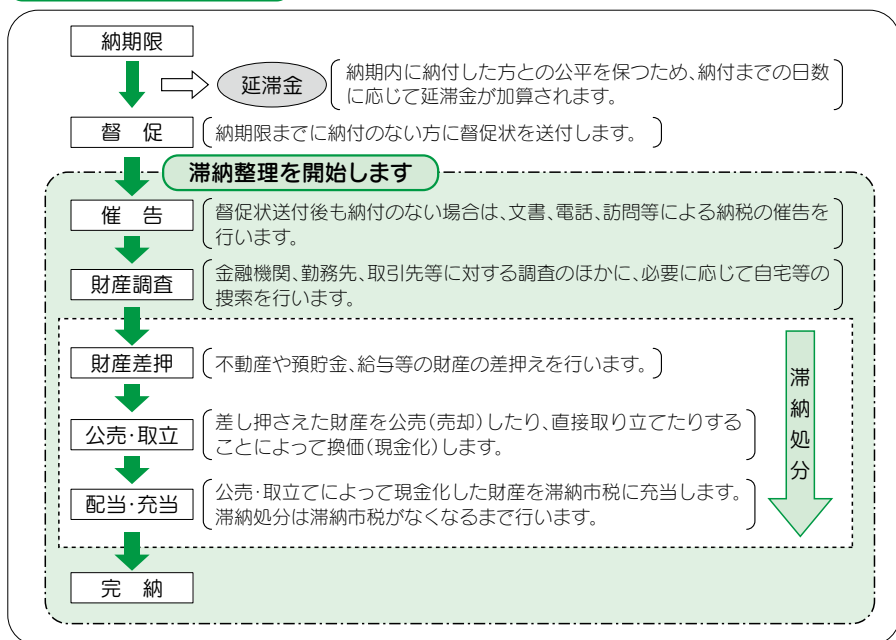 納期限
延滞金
納期内に納付した方との公平を保つため、納付までの日数
に応じて延滞金が加算されます。
督 促
納期限までに納付のない方に督促状を送付します。
滞納整理を開始します
催 告
督促状送付後も納付のない場合は、文書、電話、訪問等による納税の催告を
行います。
財産調査
金融機関、勤務先、取引先等に対する調査のほかに、必要に応じて自宅等の
捜索を行います。
財産差押
不動産や預貯金、給与等の財産の差押えを行います。
公売・取立
差し押さえた財産を公売(売却)したり、直接取り立てたりする
ことによって換価(現金化)します。
配当・充当
公売・取立てによって現金化した財産を滞納市税に充当します。
滞納処分は滞納市税がなくなるまで行います。
滞納処分
完 納